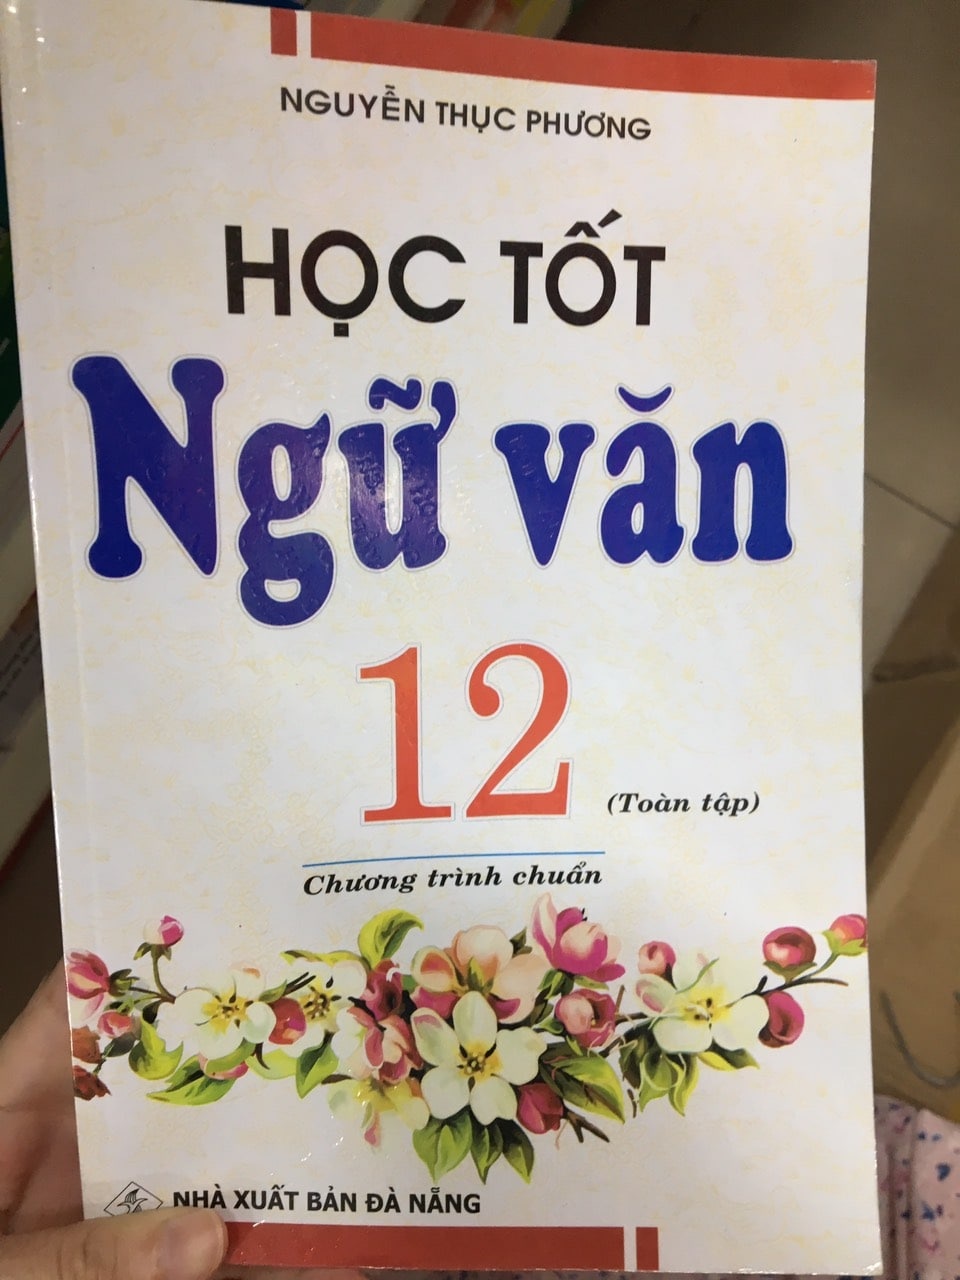 NGUYỄN THỤC PHƯƠNG
HỌC TỐT
Ngữ văn
12
(Toàn tập)
Chương trình chuẩn
NHÀ XUẤT BẢN ĐÀ NẴNG